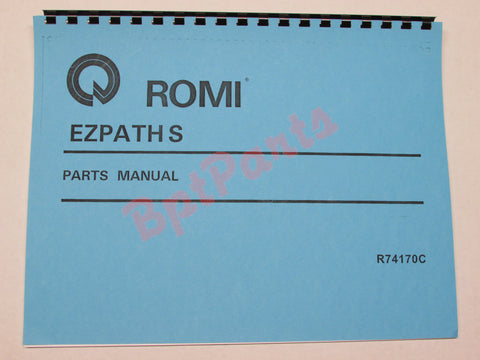 ROMI®
EZPATH S
PARTS MANUAL
BptParts
R74170C